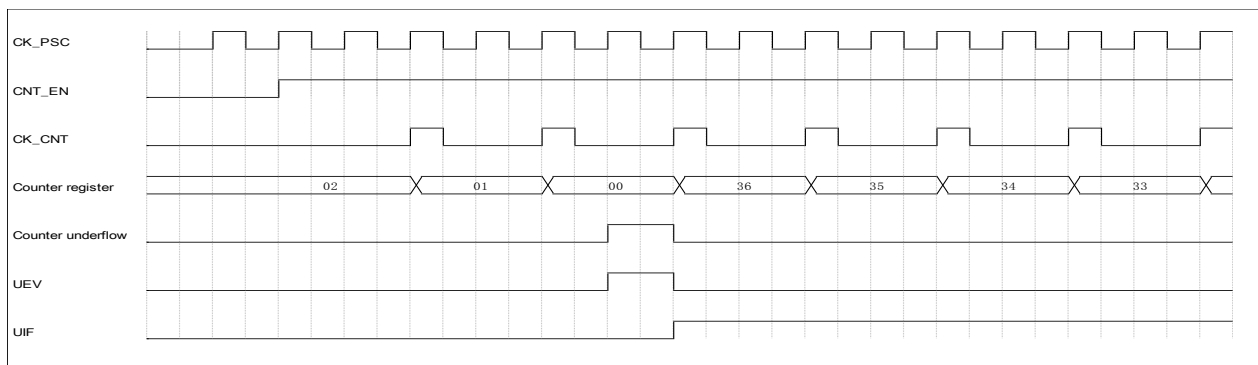 CK_PSC
CNT_EN
CK_CNT
Counter register 02 01 00 36 35 34 33
Counter underflow
UEV
UIF